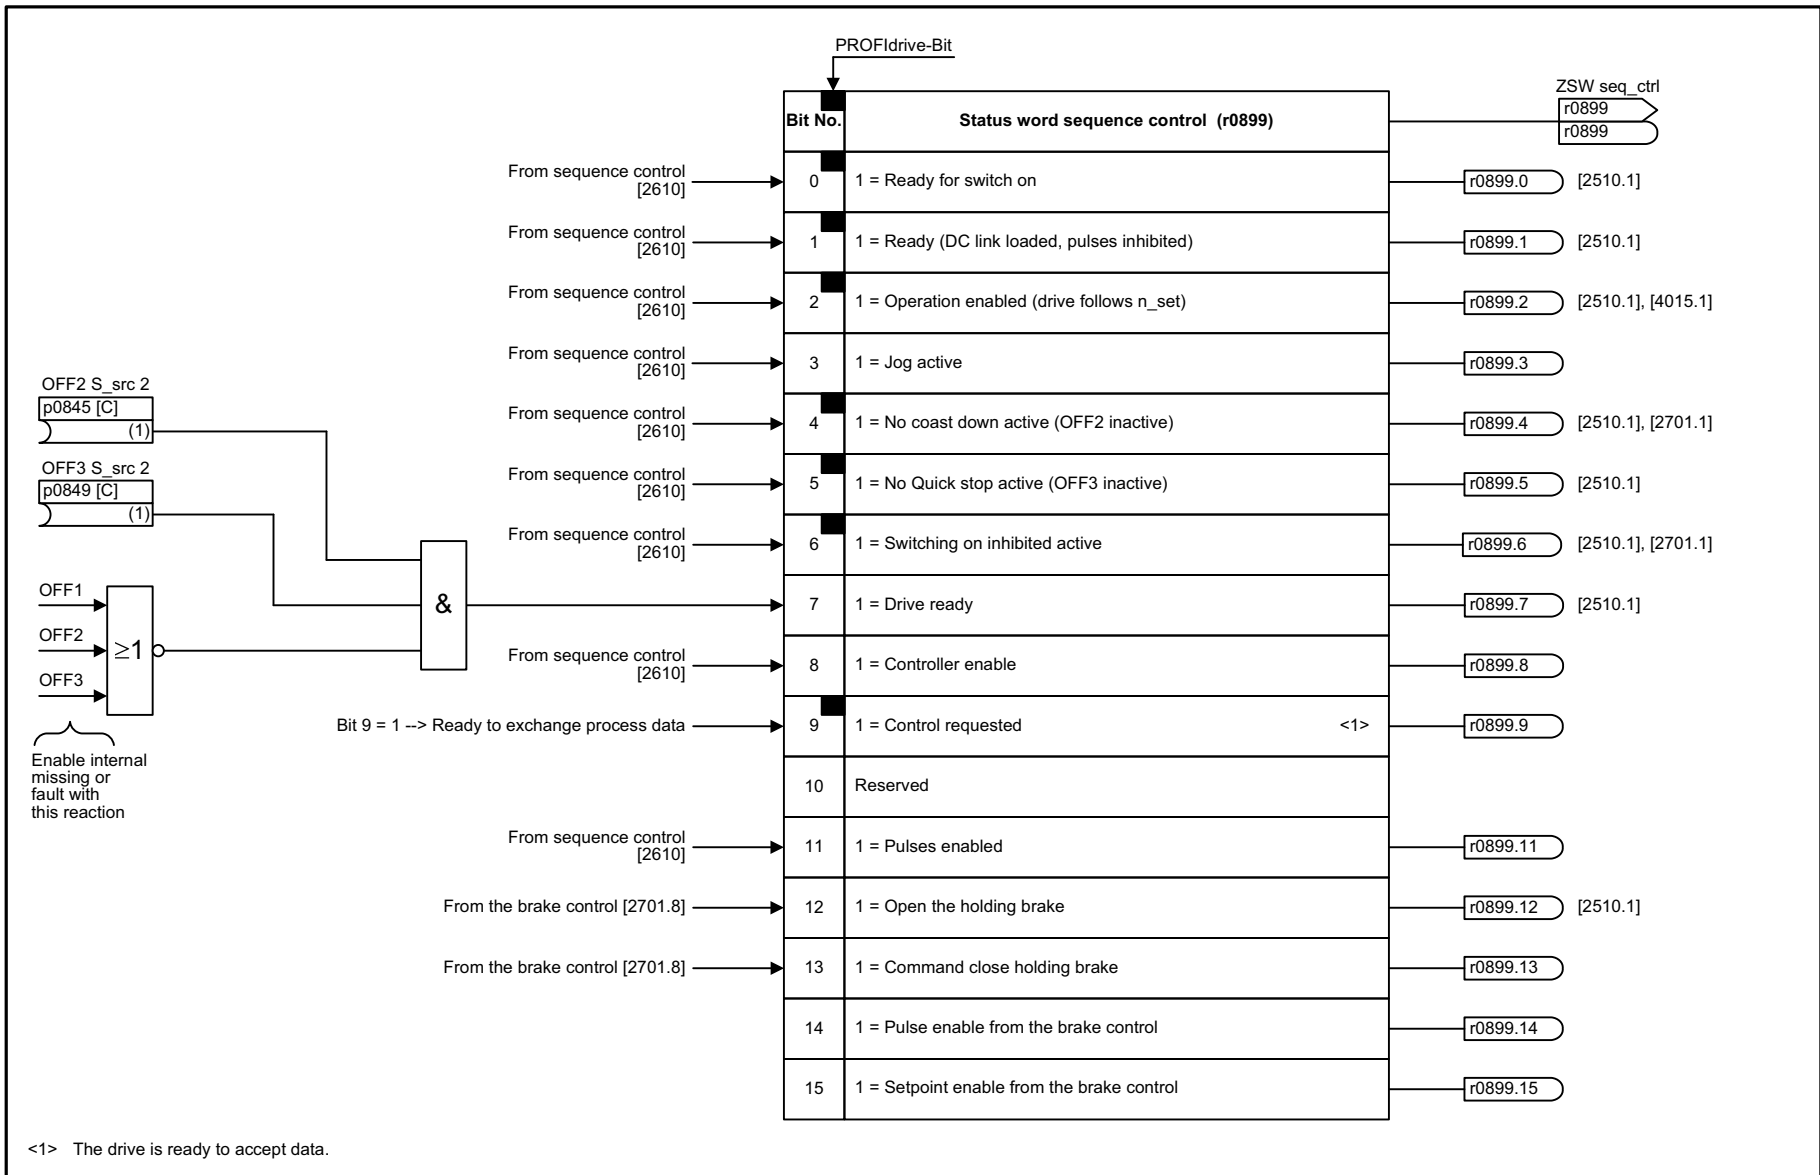 PROFIdrive-Bit
ZSW seq_ctrl
r0899
r0899
Bit No. Status word sequence control (r0899)
From sequence control
[2610]
0 1 = Ready for switch on r0899.0 [2510.1]
From sequence control
[2610]
1 1 = Ready (DC link loaded, pulses inhibited) r0899.1 [2510.1]
From sequence control
[2610]
2 1 = Operation enabled (drive follows n_set) r0899.2 [2510.1], [4015.1]
From sequence control
[2610]
3 1 = Jog active r0899.3
From sequence control
[2610]
4 1 = No coast down active (OFF2 inactive) r0899.4 [2510.1], [2701.1]
From sequence control
[2610]
5 1 = No Quick stop active (OFF3 inactive) r0899.5 [2510.1]
From sequence control
[2610]
6 1 = Switching on inhibited active r0899.6 [2510.1], [2701.1]
OFF2 S_src 2
p0845 [C]
(1)
OFF3 S_src 2
p0849 [C]
(1)
OFF1
OFF2
OFF3
≥1
&
Enable internal
missing or
fault with
this reaction
7 1 = Drive ready r0899.7 [2510.1]
From sequence control
[2610]
8 1 = Controller enable r0899.8
Bit 9 = 1 --> Ready to exchange process data 9 1 = Control requested <1> r0899.9
10 Reserved
From sequence control
[2610]
11 1 = Pulses enabled r0899.11
From the brake control [2701.8] 12 1 = Open the holding brake r0899.12 [2510.1]
From the brake control [2701.8] 13 1 = Command close holding brake r0899.13
14 1 = Pulse enable from the brake control r0899.14
15 1 = Setpoint enable from the brake control r0899.15
<1> The drive is ready to accept data.